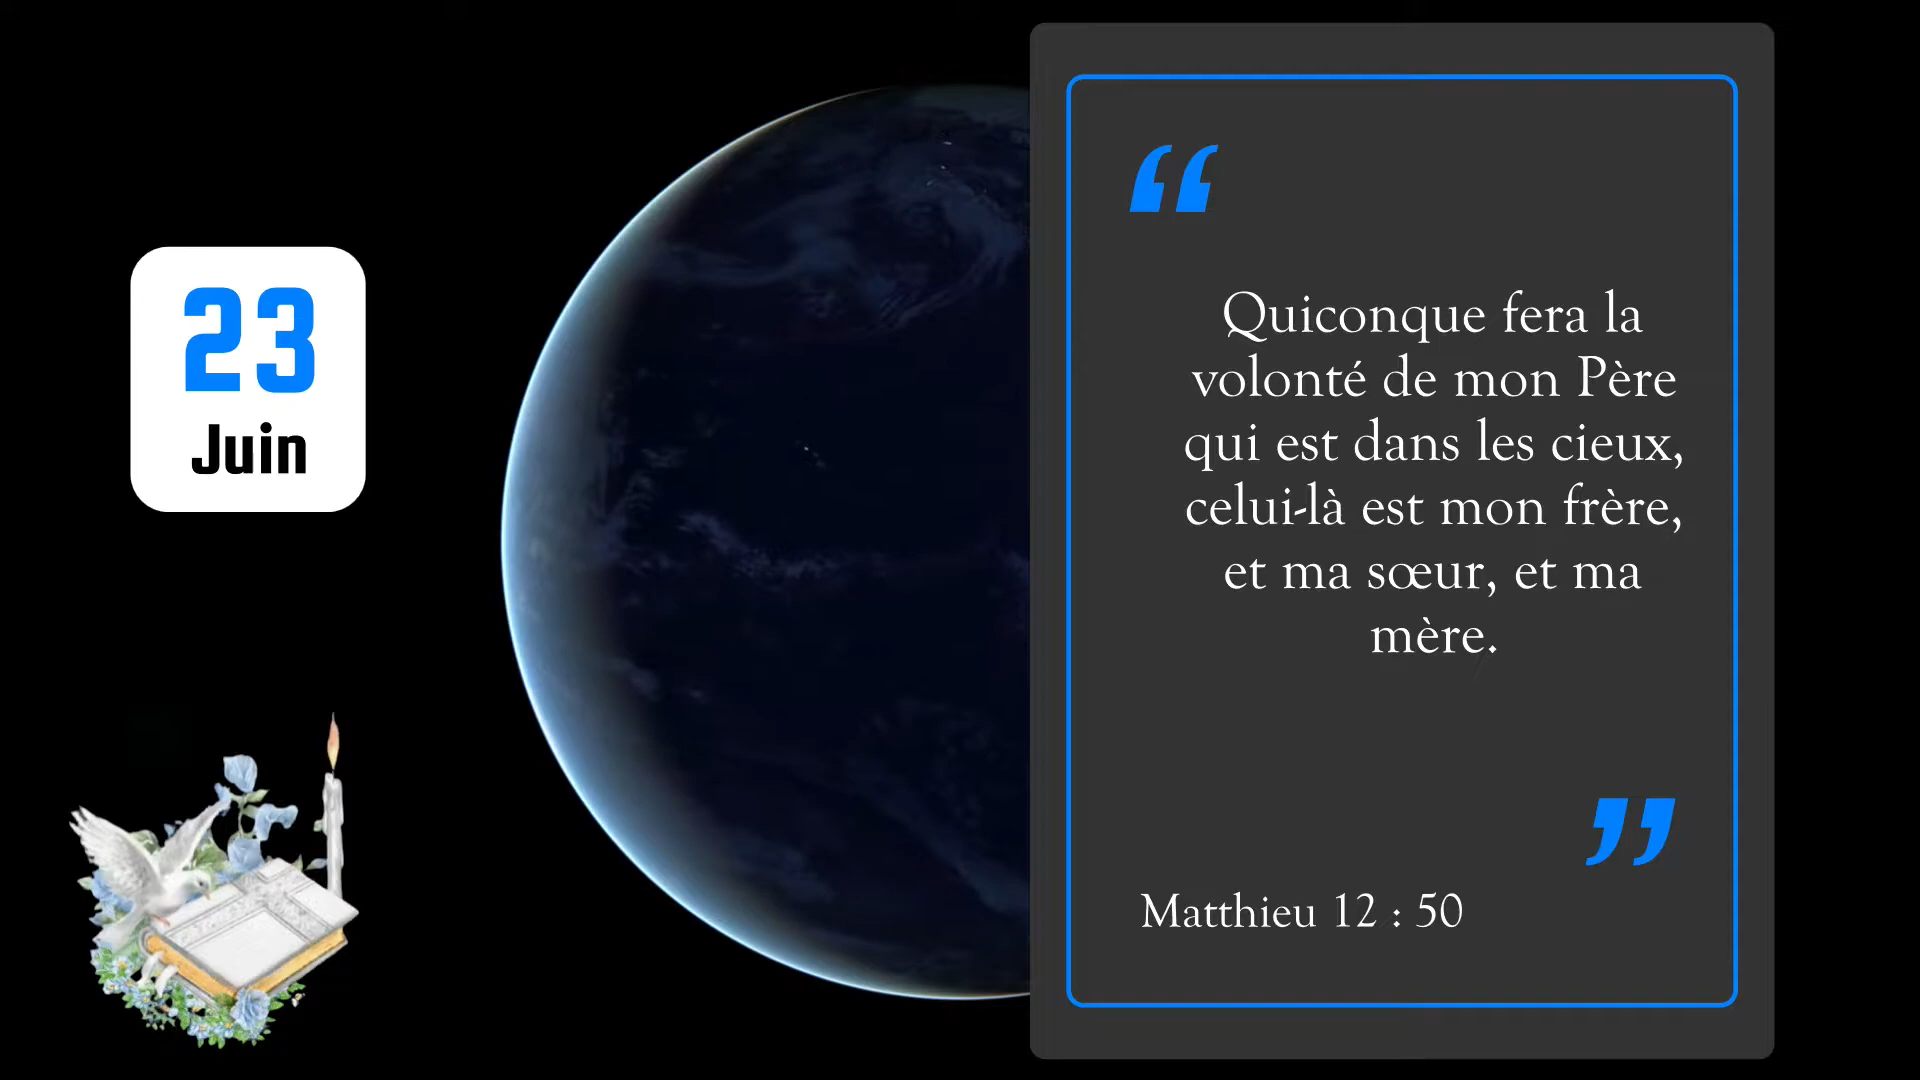 23
Juin
“
Quiconque fera la
volonté de mon Père
qui est dans les cieux,
celui-là est mon frère,
et ma sœur, et ma
mère.
”
Matthieu 12 : 50